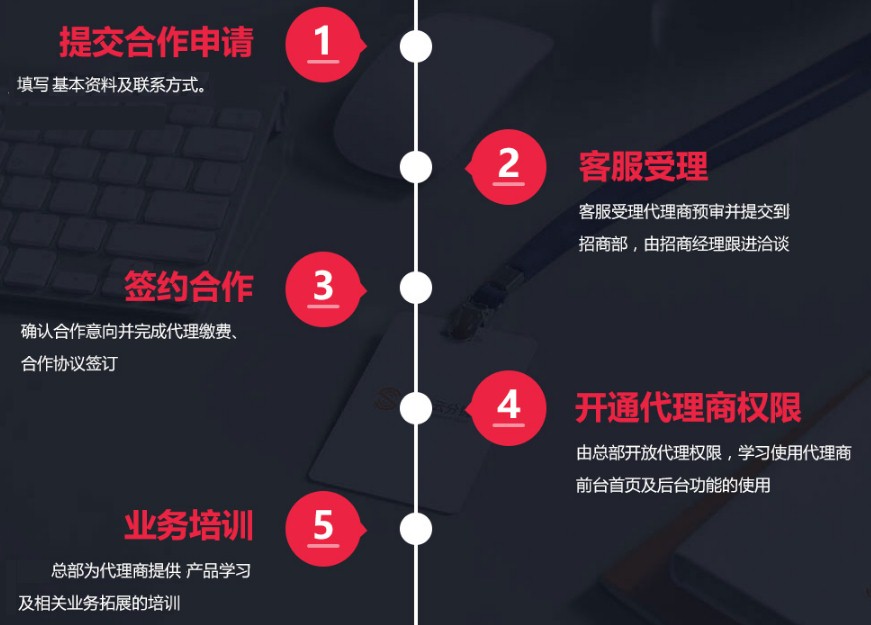 提交合作申请
1
填写 基本资料及联系方式。
2
客服受理
客服受理代理商预审并提交到
招商部，由招商经理跟进洽谈
签约合作
3
确认合作意向并完成代理缴费、
合作协议签订
4
开通代理商权限
由总部开放代理权限，学习使用代理商
前台首页及后台功能的使用
业务培训
5
总部为代理商提供 产品学习
及相关业务拓展的培训